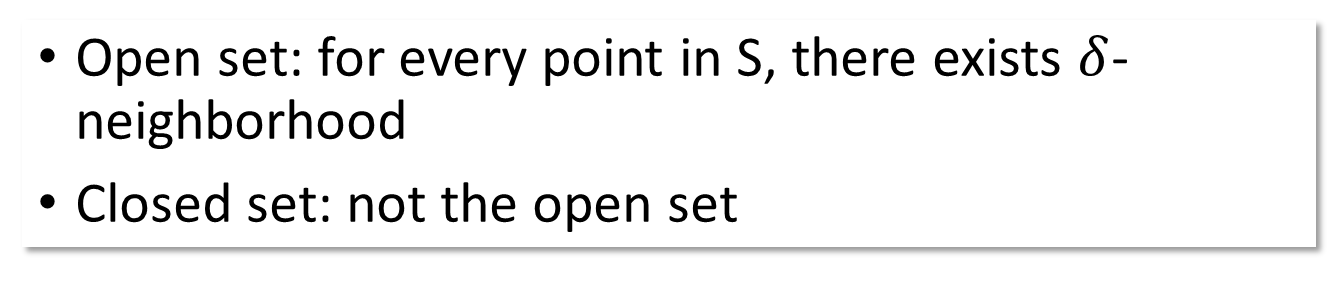 • Open set: for every point in S, there exists 𝛿-
neighborhood
• Closed set: not the open set